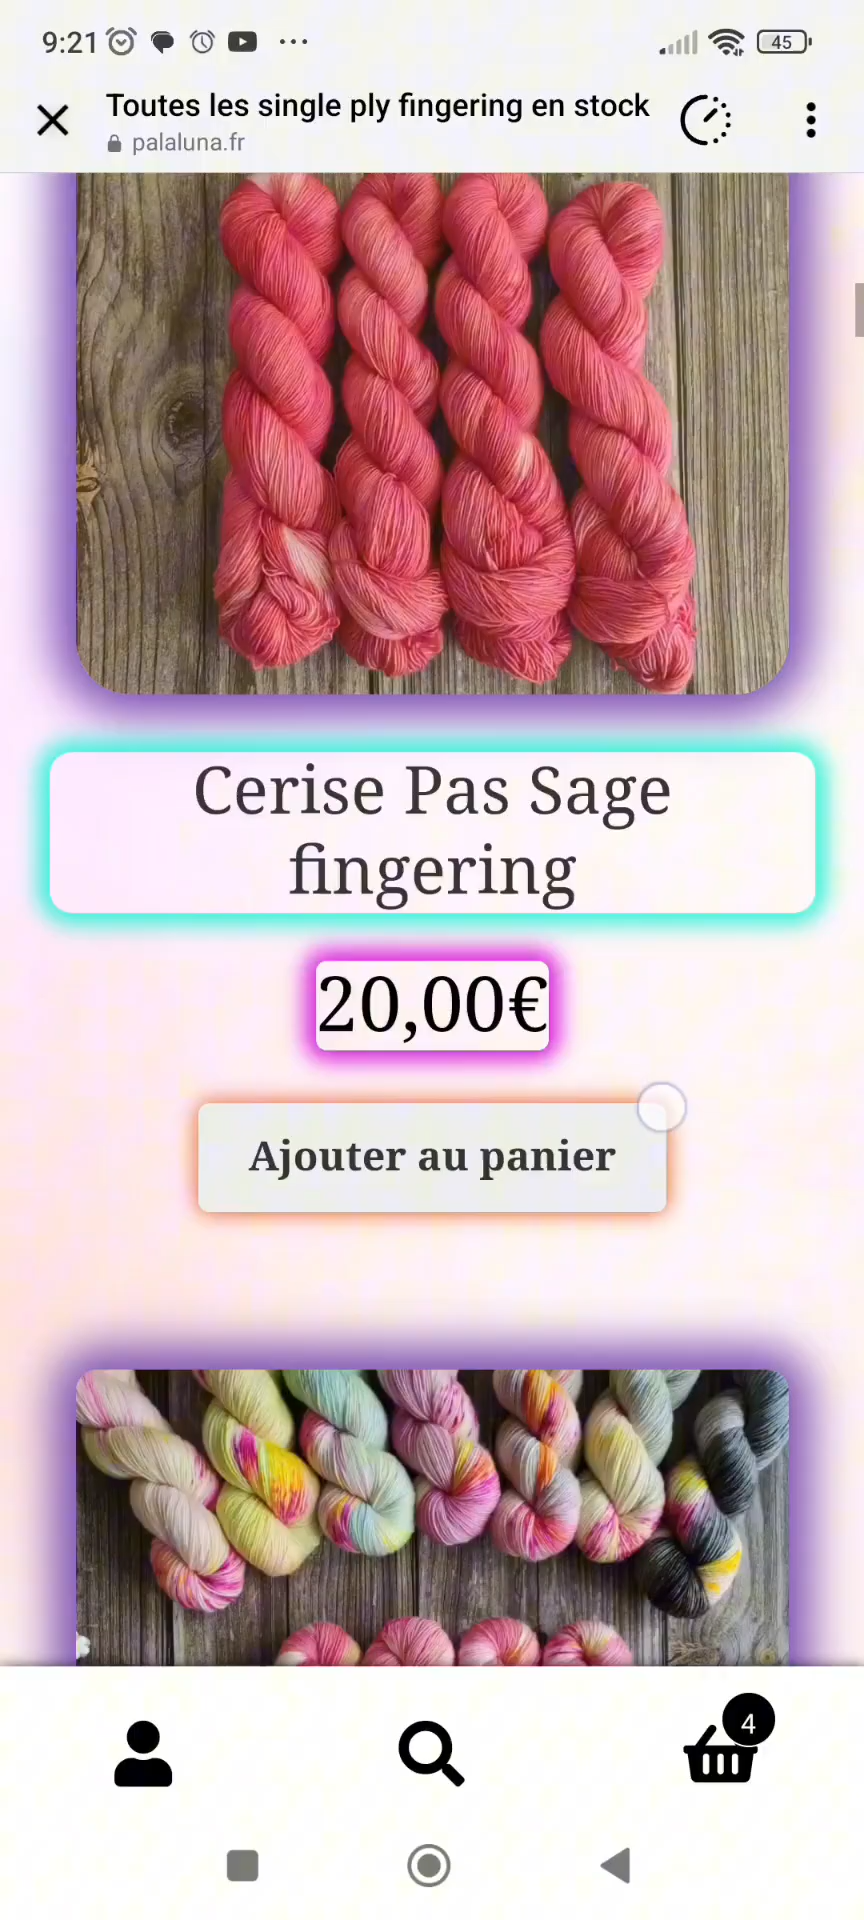 9:21
45
Toutes les single ply fingering en stock
palaluna.fr
Cerise Pas Sage
fingering
20,00€
Ajouter au panier
4